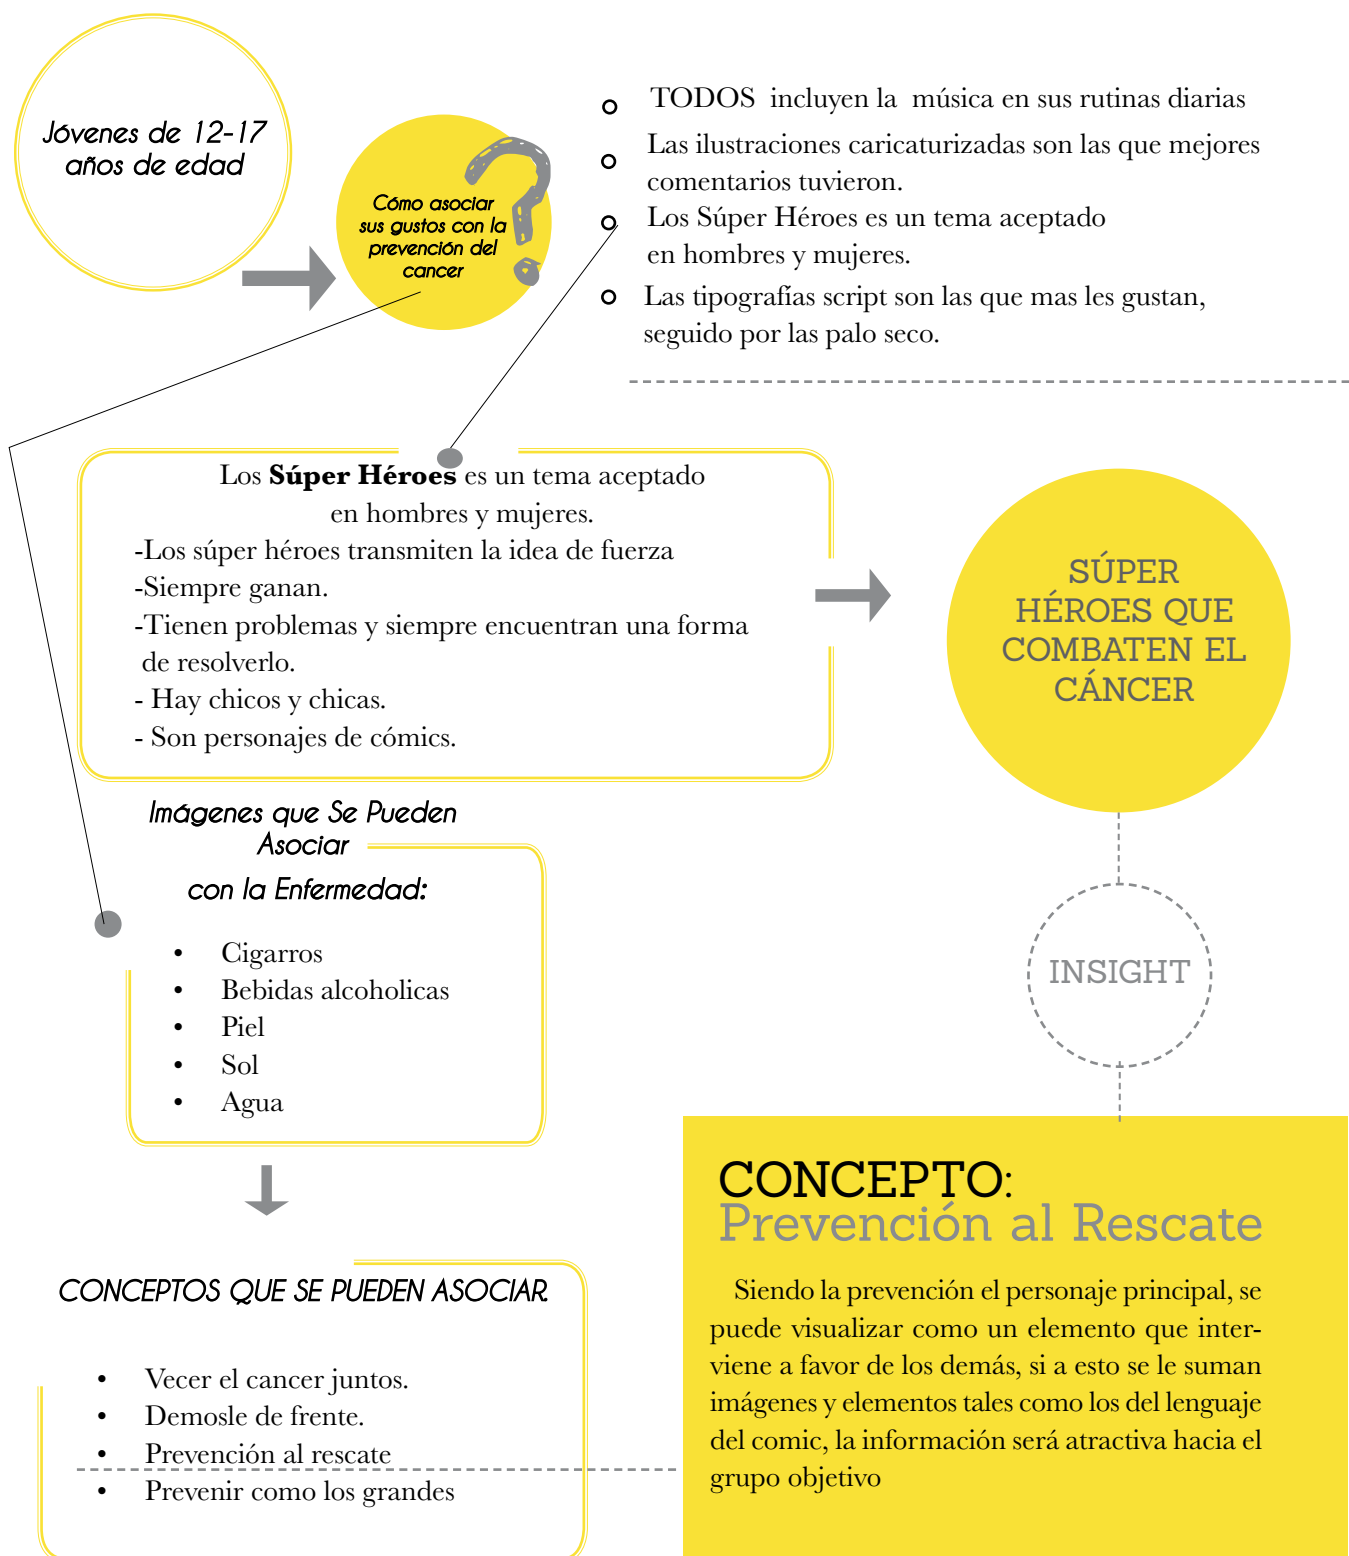 Jóvenes de 12-17
años de edad
Cómo asociar
sus gustos con la
prevención del
cancer
?
TODOS incluyen la música en sus rutinas diarias
Las ilustraciones caricaturizadas son las que mejores
comentarios tuvieron.
Los Súper Héroes es un tema aceptado
en hombres y mujeres.
Las tipografías script son las que mas les gustan,
seguido por las palo seco.
Los Súper Héroes es un tema aceptado
en hombres y mujeres.
-Los súper héroes transmiten la idea de fuerza
-Siempre ganan.
-Tienen problemas y siempre encuentran una forma
de resolverlo.
- Hay chicos y chicas.
- Son personajes de cómics.
SÚPER
HÉROES QUE
COMBATEN EL
CÁNCER
Imágenes que Se Pueden
Asociar
con la Enfermedad:
• Cigarros
• Bebidas alcoholicas
• Piel
• Sol
• Agua
INSIGHT
CONCEPTOS QUE SE PUEDEN ASOCIAR.
• Vecer el cancer juntos.
• Demosle de frente.
• Prevención al rescate
• Prevenir como los grandes
CONCEPTO:
Prevención al Rescate
Siendo la prevención el personaje principal, se
puede visualizar como un elemento que inter-
viene a favor de los demás, si a esto se le suman
imágenes y elementos tales como los del lenguaje
del comic, la información será atractiva hacia el
grupo objetivo